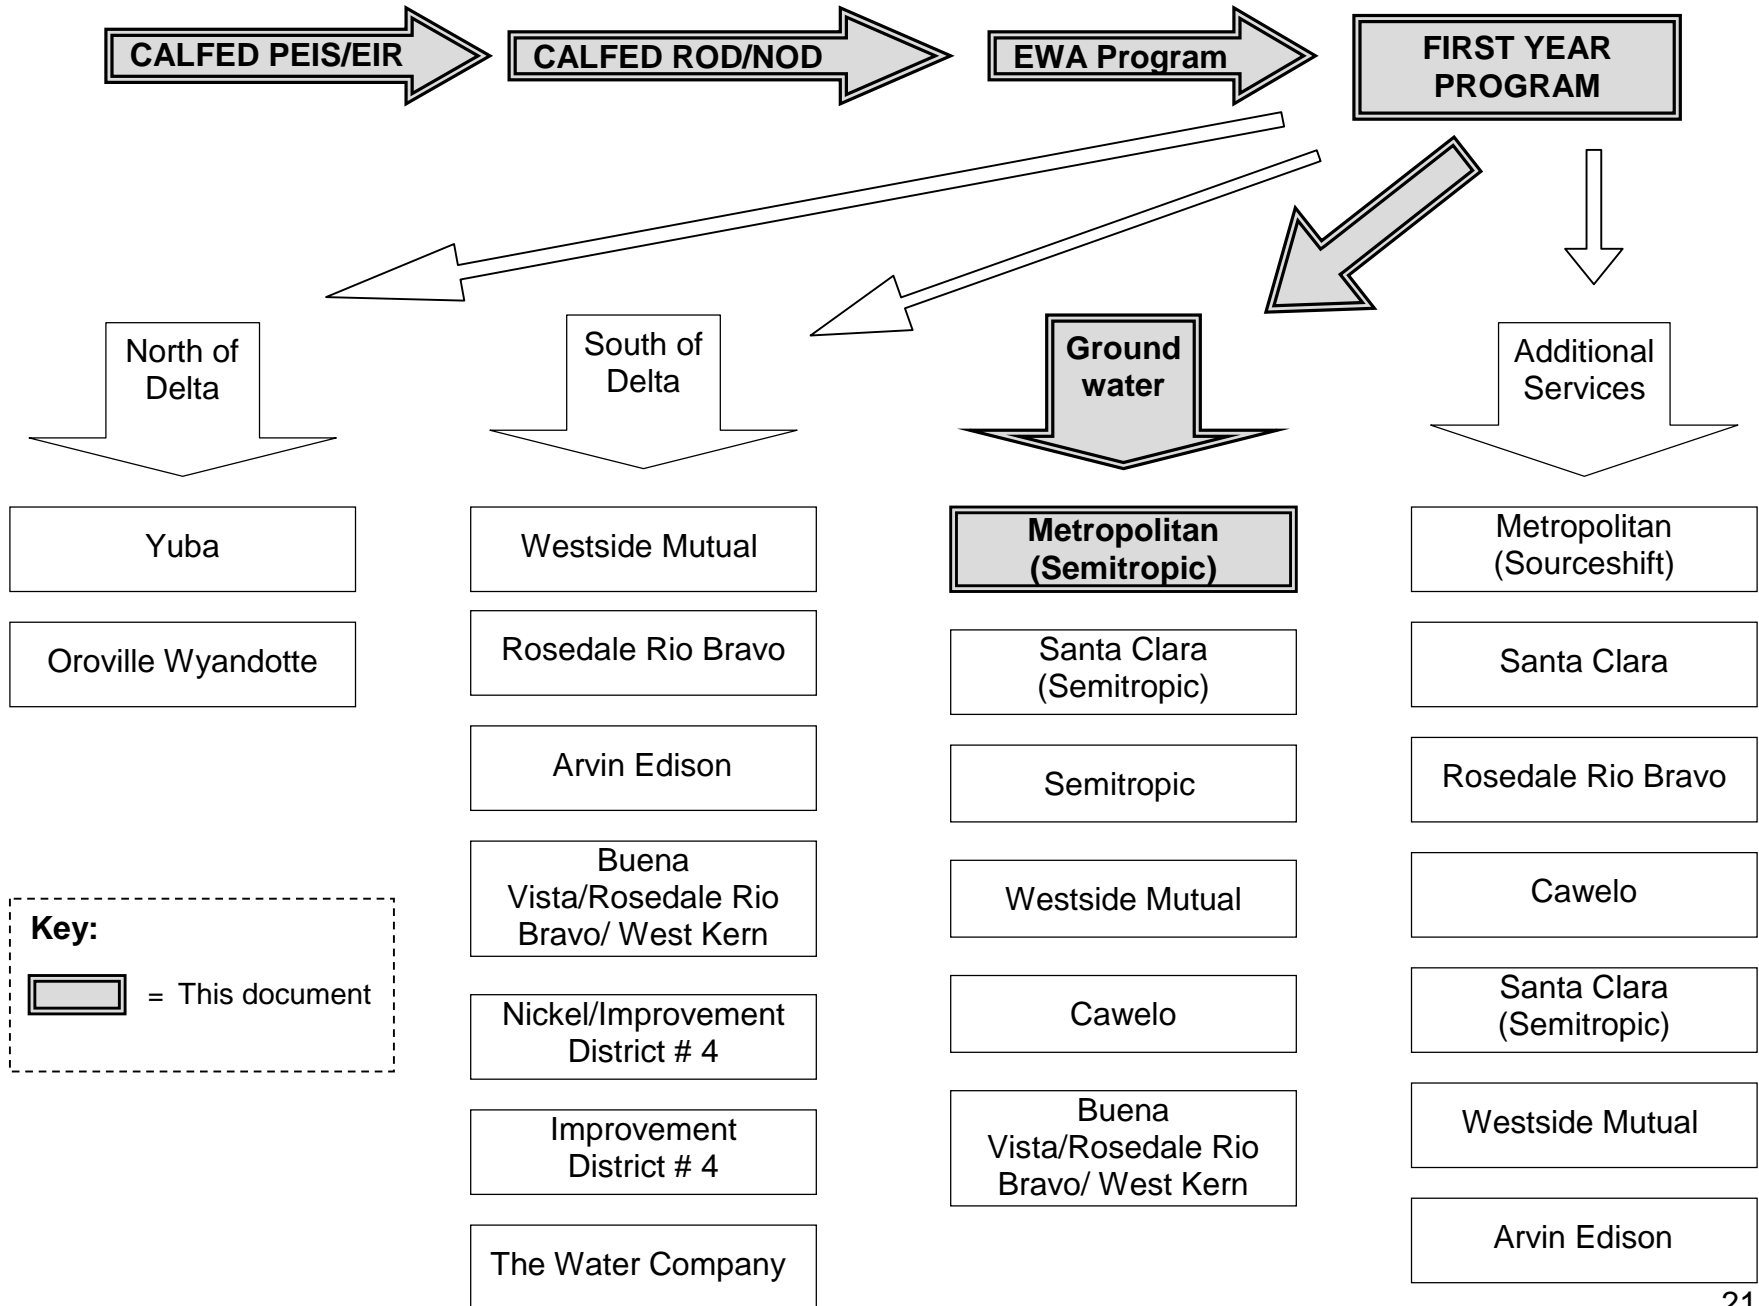 CALFED PEIS/EIR
CALFED ROD/NOD
EWA Program
FIRST YEAR
PROGRAM
North of
Delta
South of
Delta
Ground
water
Additional
Services
Yuba
Oroville Wyandotte
Westside Mutual
Rosedale Rio Bravo
Arvin Edison
Buena
Vista/Rosedale Rio
Bravo/ West Kern
Nickel/Improvement
District # 4
Improvement
District # 4
The Water Company
Metropolitan
(Semitropic)
Santa Clara
(Semitropic)
Semitropic
Westside Mutual
Cawelo
Buena
Vista/Rosedale Rio
Bravo/ West Kern
Metropolitan
(Sourceshift)
Santa Clara
Rosedale Rio Bravo
Cawelo
Santa Clara
(Semitropic)
Westside Mutual
Arvin Edison
Key:
= This document
21